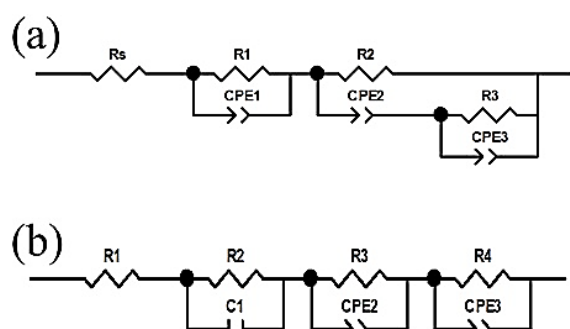 (a)
Rs R1 R2
CPE1 CPE2 R3
CPE3
(b)
R1 R2 R3 R4
C1 CPE2 CPE3